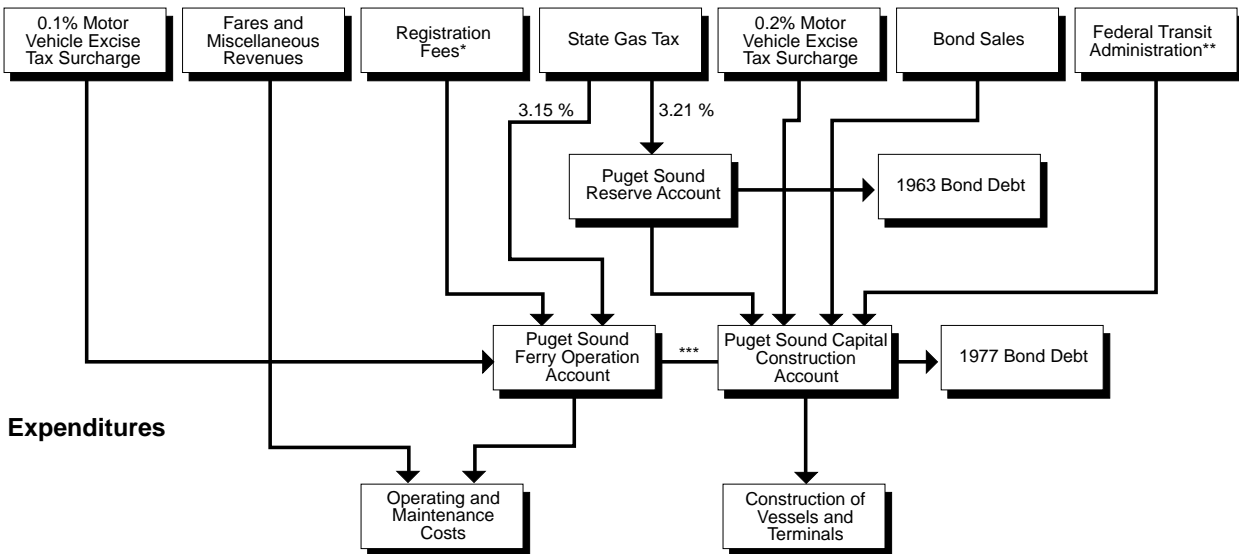 0.1% Motor
Vehicle Excise
Tax Surcharge
Fares and
Miscellaneous
Revenues
Registration
Fees*
State Gas Tax
0.2% Motor
Vehicle Excise
Tax Surcharge
Bond Sales
Federal Transit
Administration**
3.15 %
3.21 %
Puget Sound
Reserve Account
1963 Bond Debt
Puget Sound
Ferry Operation
Account
***
Puget Sound Capital
Construction
Account
1977 Bond Debt
Expenditures
Operating and
Maintenance
Costs
Construction of
Vessels and
Terminals